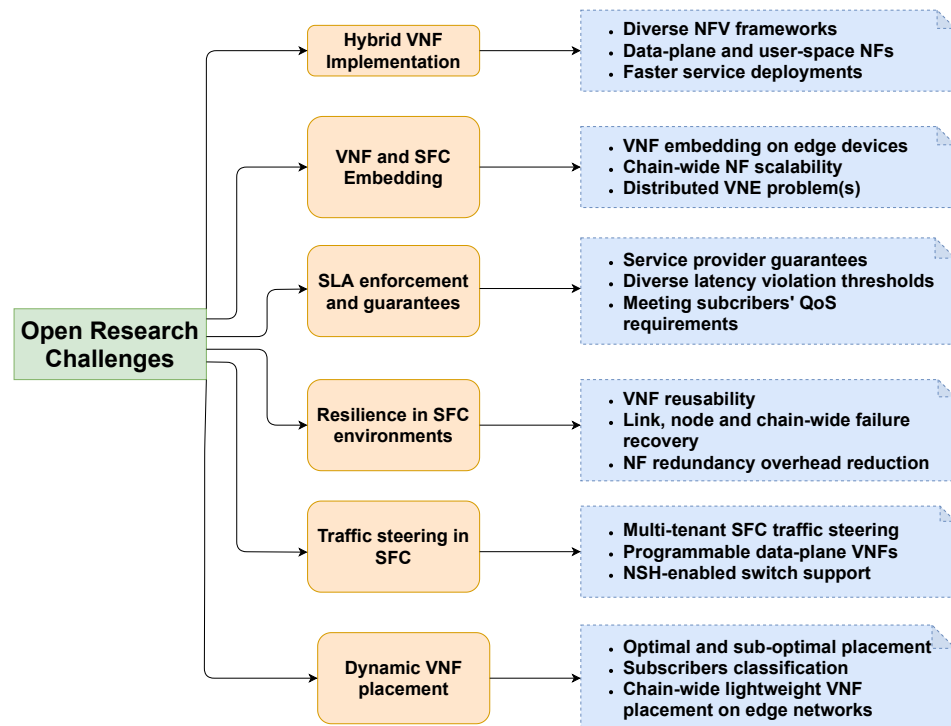 Open Research
Challenges
Hybrid VNF
Implementation
• Diverse NFV frameworks
• Data-plane and user-space NFs
• Faster service deployments
VNF and SFC
Embedding
• VNF embedding on edge devices
• Chain-wide NF scalability
• Distributed VNE problem(s)
SLA enforcement
and guarantees
• Service provider guarantees
• Diverse latency violation thresholds
• Meeting subcribers' QoS
requirements
Resilience in SFC
environments
• VNF reusability
• Link, node and chain-wide failure
recovery
• NF redundancy overhead reduction
Traffic steering in
SFC
• Multi-tenant SFC traffic steering
• Programmable data-plane VNFs
• NSH-enabled switch support
Dynamic VNF
placement
• Optimal and sub-optimal placement
• Subscribers classification
• Chain-wide lightweight VNF
placement on edge networks